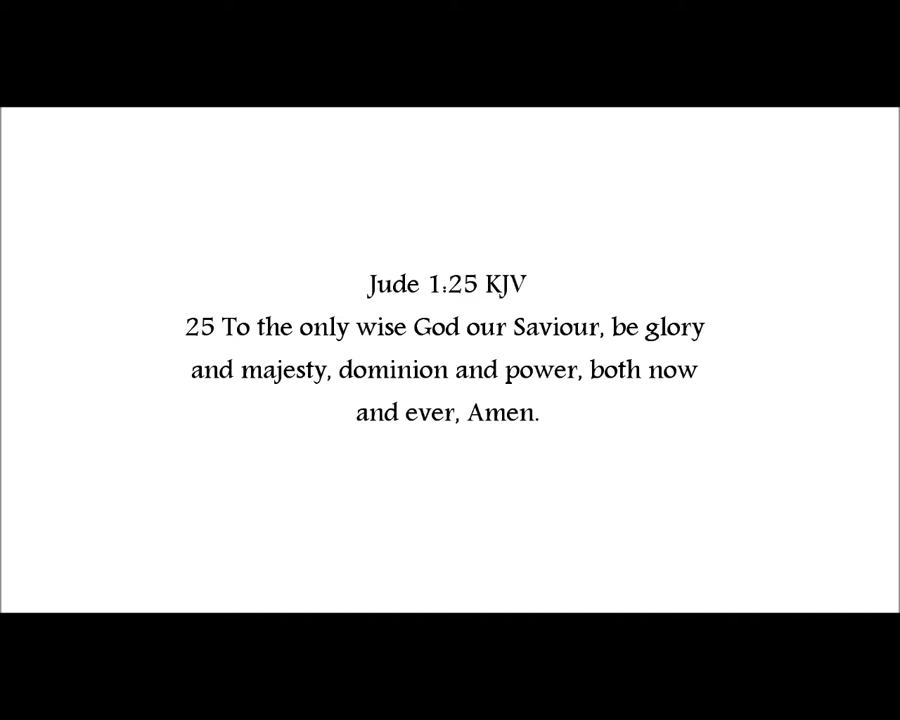 Jude 1:25 KJV
25 To the only wise God our Saviour, be glory
and majesty, dominion and power, both now
and ever, Amen.